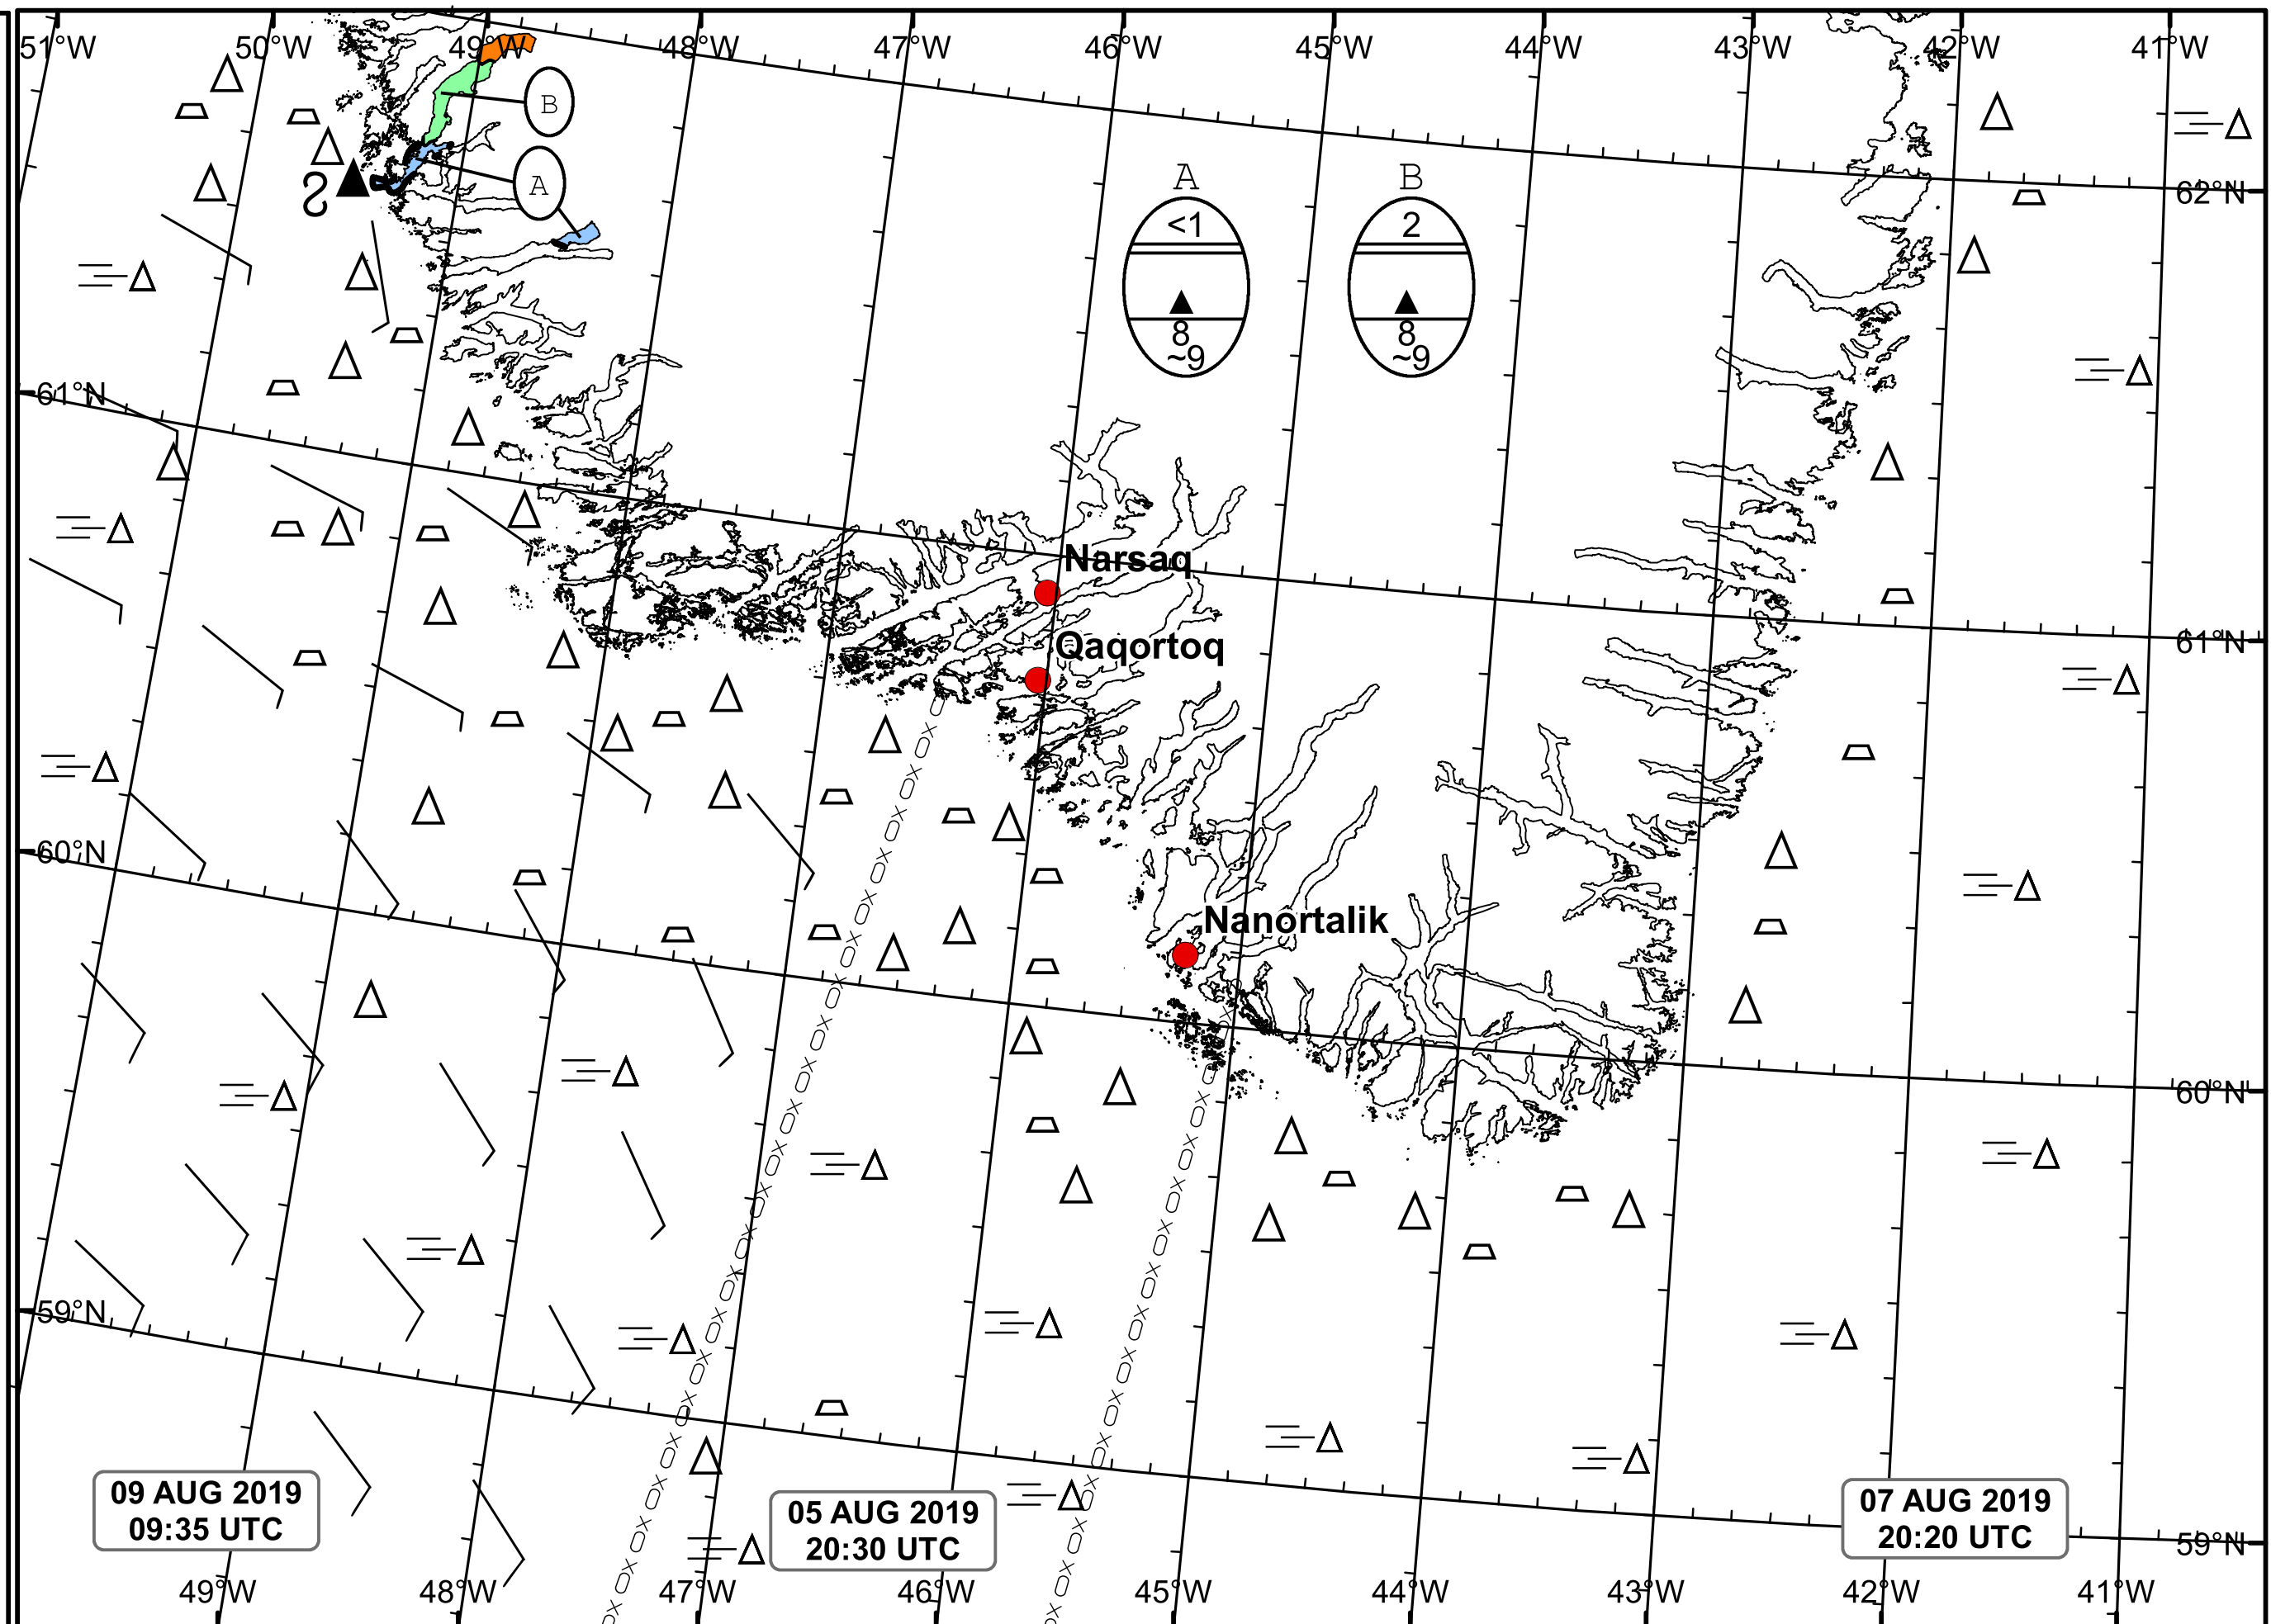 51°W 50°W 49°W 48°W 47°W 46°W 45°W 44°W 43°W 42°W 41°W
B
A
A B
<1 2
8 8
~9 ~9
62°N
61°N
Narsaq
Qaqortoq
61°N
60°N
Nanortalik
60°N
59°N
09 AUG 2019
09:35 UTC
05 AUG 2019
20:30 UTC
07 AUG 2019
20:20 UTC
59°N
49°W 48°W 47°W 46°W 45°W 44°W 43°W 42°W 41°W